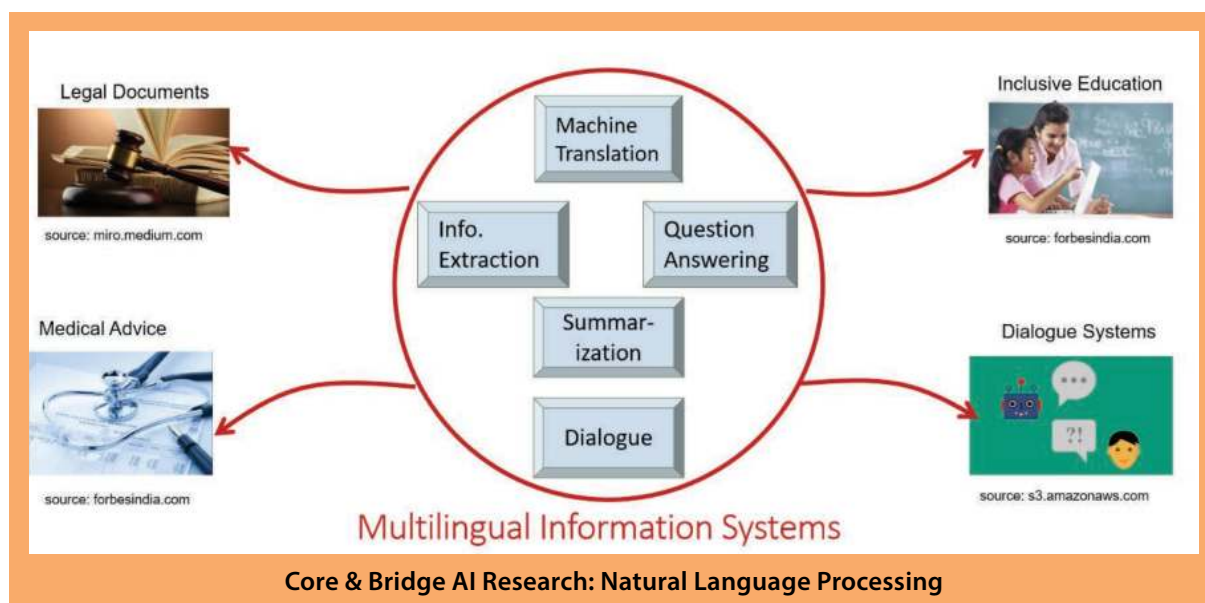 Legal Documents
source: miro.medium.com
Medical Advice
source: forbesindia.com
Machine
Translation
Info.
Extraction
Question
Answering
Summar-
ization
Dialogue
Multilingual Information Systems
Inclusive Education
source: forbesindia.com
Dialogue Systems
?!
source: s3.amazonaws.com
Core & Bridge AI Research: Natural Language Processing